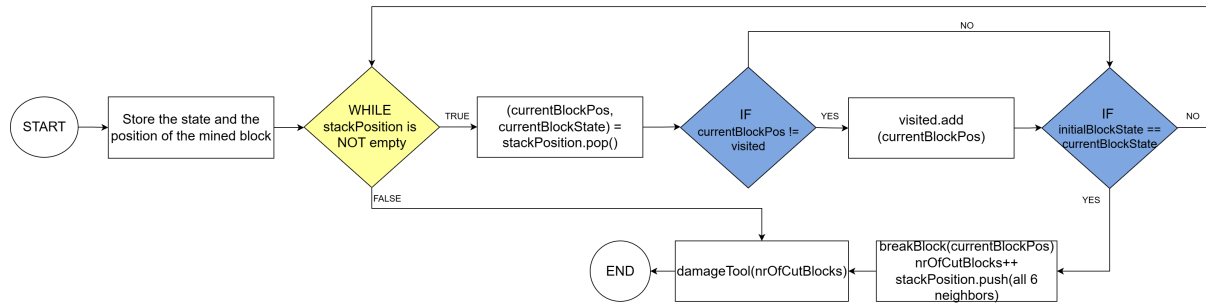 START
Store the state and the
position of the mined block
WHILE
stackPosition is
NOT empty
TRUE
(currentBlockPos,
currentBlockState) =
stackPosition.pop()
IF
currentBlockPos !=
visited
NO
YES
visited.add
(currentBlockPos)
IF
initialBlockState ==
currentBlockState
NO
FALSE
YES
END
damageTool(nrOfCutBlocks)
breakBlock(currentBlockPos)
nrOfCutBlocks++
stackPosition.push(all 6
neighbors)